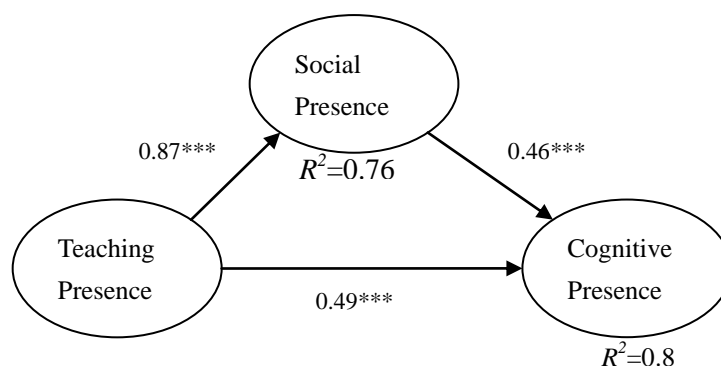 Social
Presence
0.87***
0.46***
R²=0.76
Teaching
Presence
Cognitive
Presence
0.49***
R²=0.8